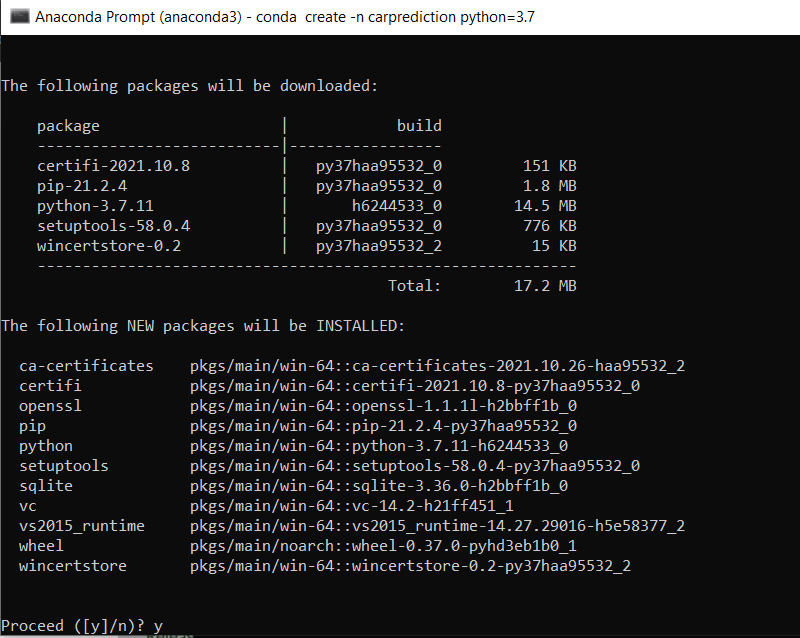 Anaconda Prompt (anaconda3) - conda  create -n carprediction python=3.7
The following packages will be downloaded:
    package                    |            build
    ---------------------------|-----------------
    certifi-2021.10.8          |   py37haa95532_0         151 KB
    pip-21.2.4                 |   py37haa95532_0         1.8 MB
    python-3.7.11              |       h6244533_0        14.5 MB
    setuptools-58.0.4          |   py37haa95532_0         776 KB
    wincertstore-0.2           |   py37haa95532_2          15 KB
    ------------------------------------------------------------
                                           Total:        17.2 MB
The following NEW packages will be INSTALLED:
  ca-certificates    pkgs/main/win-64::ca-certificates-2021.10.26-haa95532_2
  certifi            pkgs/main/win-64::certifi-2021.10.8-py37haa95532_0
  openssl            pkgs/main/win-64::openssl-1.1.1l-h2bbff1b_0
  pip                pkgs/main/win-64::pip-21.2.4-py37haa95532_0
  python             pkgs/main/win-64::python-3.7.11-h6244533_0
  setuptools         pkgs/main/win-64::setuptools-58.0.4-py37haa95532_0
  sqlite             pkgs/main/win-64::sqlite-3.36.0-h2bbff1b_0
  vc                 pkgs/main/win-64::vc-14.2-h21ff451_1
  vs2015_runtime     pkgs/main/win-64::vs2015_runtime-14.27.29016-h5e58377_2
  wheel              pkgs/main/noarch::wheel-0.37.0-pyhd3eb1b0_1
  wincertstore       pkgs/main/win-64::wincertstore-0.2-py37haa95532_2
Proceed ([y]/n)? y